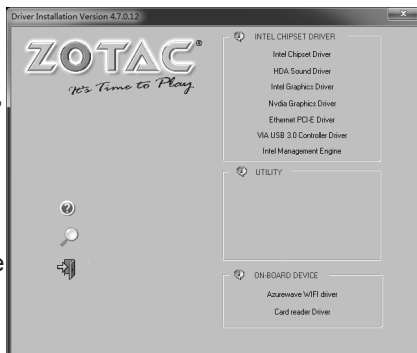 Driver Installation Version 4.7.0.12
ZOTAC®
It's Time to Play.
INTEL CHIPSET DRIVER
Intel Chipset Driver
HDA Sound Driver
Intel Graphics Driver
Nvdia Graphics Driver
Ethernet PCI-E Driver
VIA USB 3.0 Controller Driver
Intel Management Engine
UTILITY
ON-BOARD DEVICE
Azurewave WIFI driver
Card reader Driver